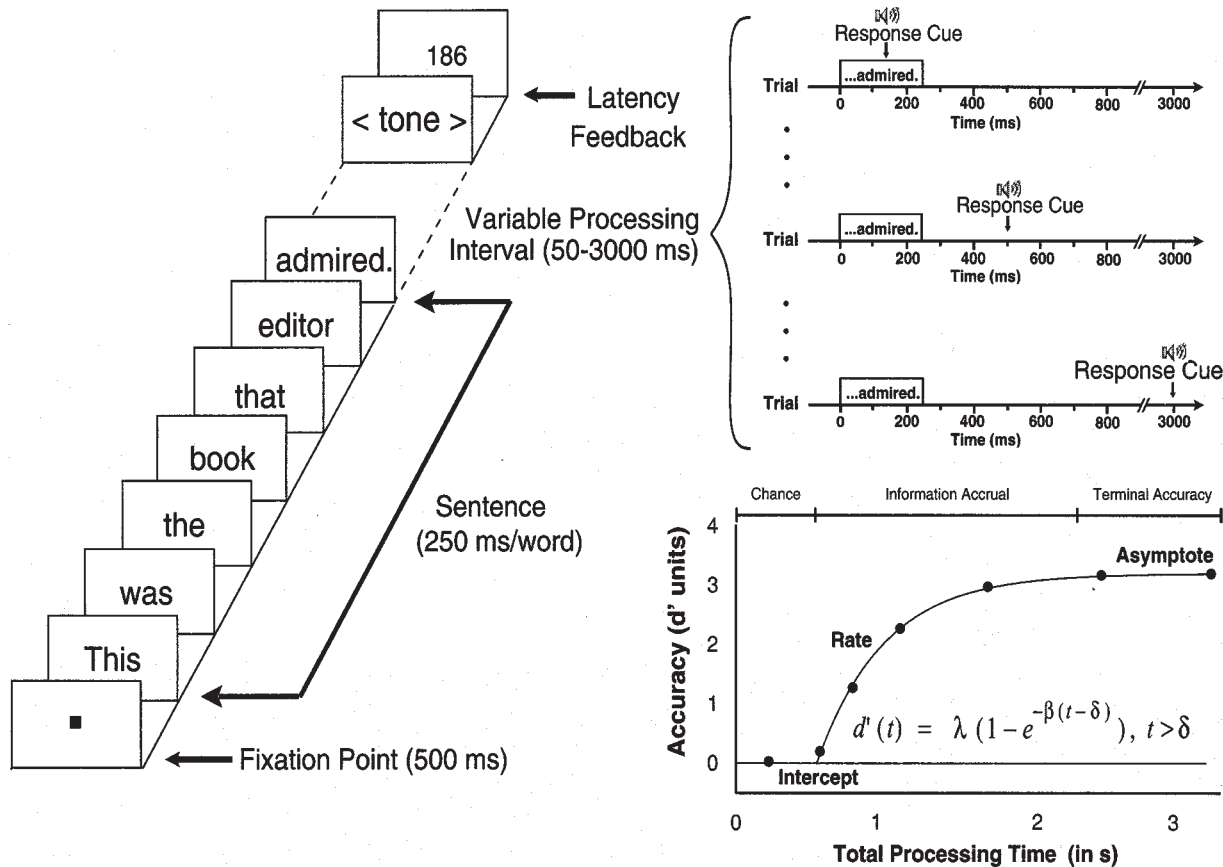 186
< tone >
Latency
Feedback
admired.
editor
that
book
the
was
This
Variable Processing
Interval (50-3000 ms)
Sentence
(250 ms/word)
Fixation Point (500 ms)
Response Cue
...admired.
Trial
0 200 400 600 800 3000
Time (ms)
Response Cue
...admired.
Trial
0 200 400 600 800 3000
Time (ms)
Response Cue
...admired.
Trial
0 200 400 600 800 3000
Time (ms)
Chance Information Accrual Terminal Accuracy
4
3
2
1
0
Accuracy (d' units)
Asymptote
Rate
d'(t) = λ(1-e^{-β(t-δ)}), t>δ
Intercept
0 1 2 3
Total Processing Time (in s)